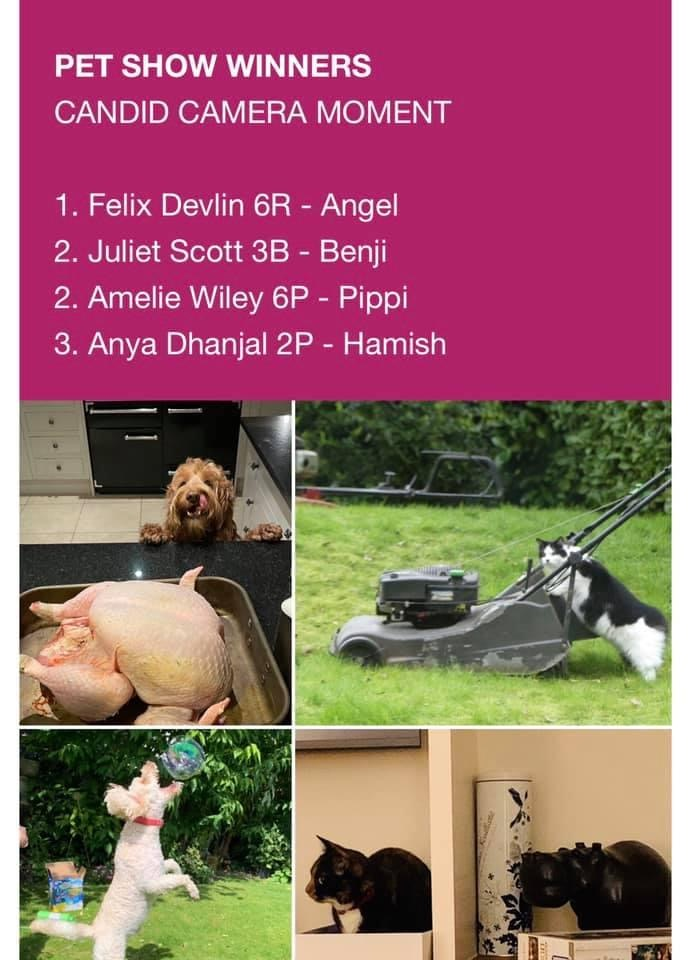 PET SHOW WINNERS
CANDID CAMERA MOMENT
1. Felix Devlin 6R - Angel
2. Juliet Scott 3B - Benji
2. Amelie Wiley 6P - Pippi
3. Anya Dhanjal 2P - Hamish